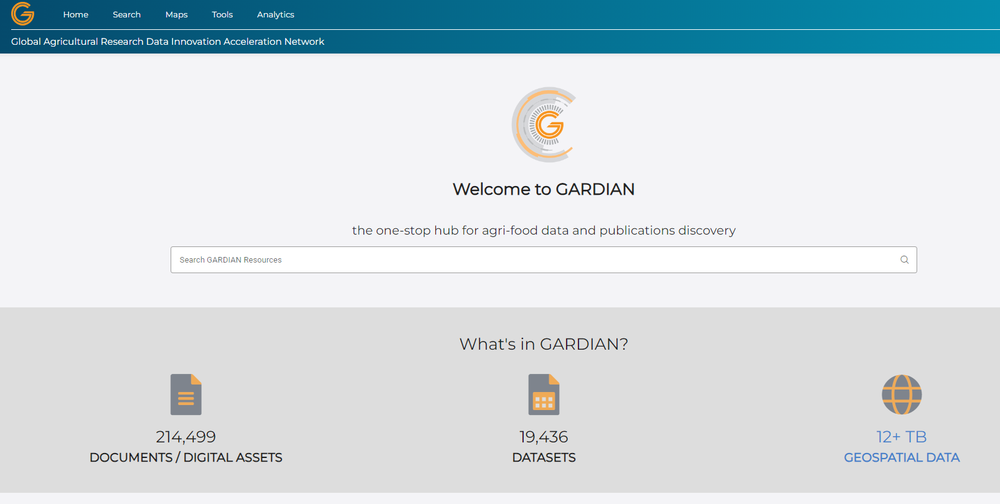 Home Search Maps Tools Analytics
Global Agricultural Research Data Innovation Acceleration Network
G
Welcome to GARDIAN
the one-stop hub for agri-food data and publications discovery
Search GARDIAN Resources
What's in GARDIAN?
214,499
DOCUMENTS / DIGITAL ASSETS
19,436
DATASETS
12+ TB
GEOSPATIAL DATA